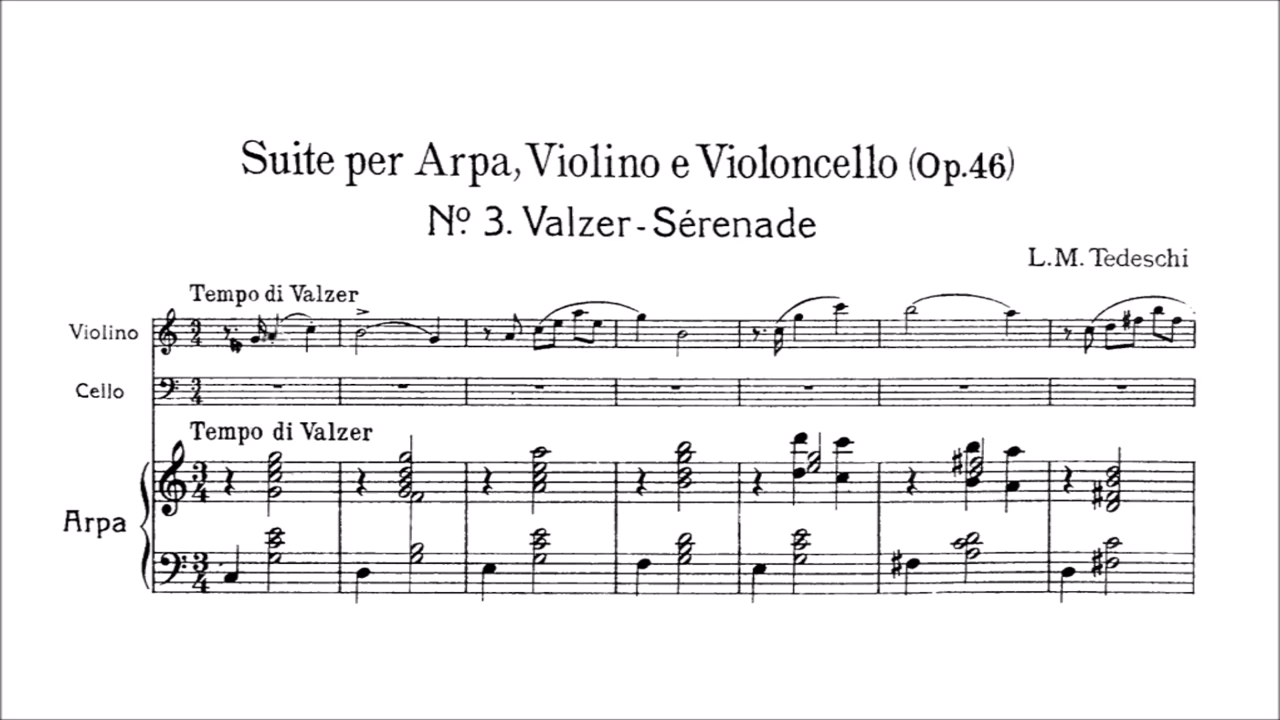 Suite per Arpa, Violino e Violoncello (Op.46)
Nº 3. Valzer - Sérenade
L.M. Tedeschi
Tempo di Valzer
Violino
Cello
Tempo di Valzer
Arpa